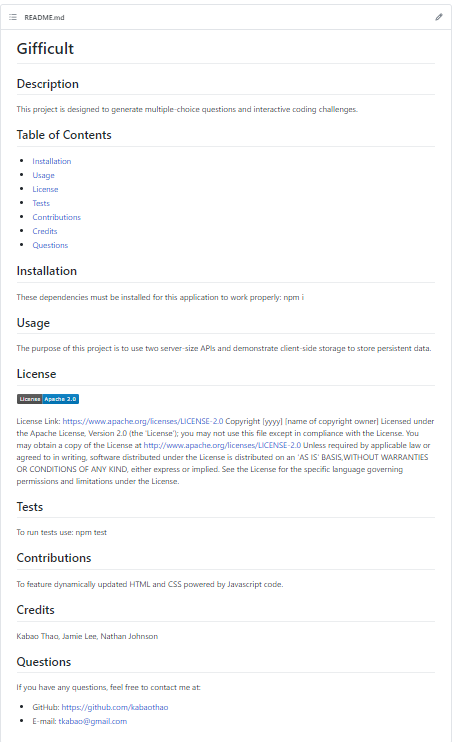 README.md
Gifficult
Description
This project is designed to generate multiple-choice questions and interactive coding challenges.
Table of Contents
Installation
Usage
License
Tests
Contributions
Credits
Questions
Installation
These dependencies must be installed for this application to work properly: npm i
Usage
The purpose of this project is to use two server-size APIs and demonstrate client-side storage to store persistent data.
License
License Apache 2.0
License Link: https://www.apache.org/licenses/LICENSE-2.0 Copyright [yyyy] [name of copyright owner] Licensed under
the Apache License, Version 2.0 (the 'License'); you may not use this file except in compliance with the License. You
may obtain a copy of the License at http://www.apache.org/licenses/LICENSE-2.0 Unless required by applicable law or
agreed to in writing, software distributed under the License is distributed on an 'AS IS' BASIS,WITHOUT WARRANTIES
OR CONDITIONS OF ANY KIND, either express or implied. See the License for the specific language governing
permissions and limitations under the License.
Tests
To run tests use: npm test
Contributions
To feature dynamically updated HTML and CSS powered by Javascript code.
Credits
Kabao Thao, Jamie Lee, Nathan Johnson
Questions
If you have any questions, feel free to contact me at:
GitHub: https://github.com/kabaothao
E-mail: tkabao@gmail.com